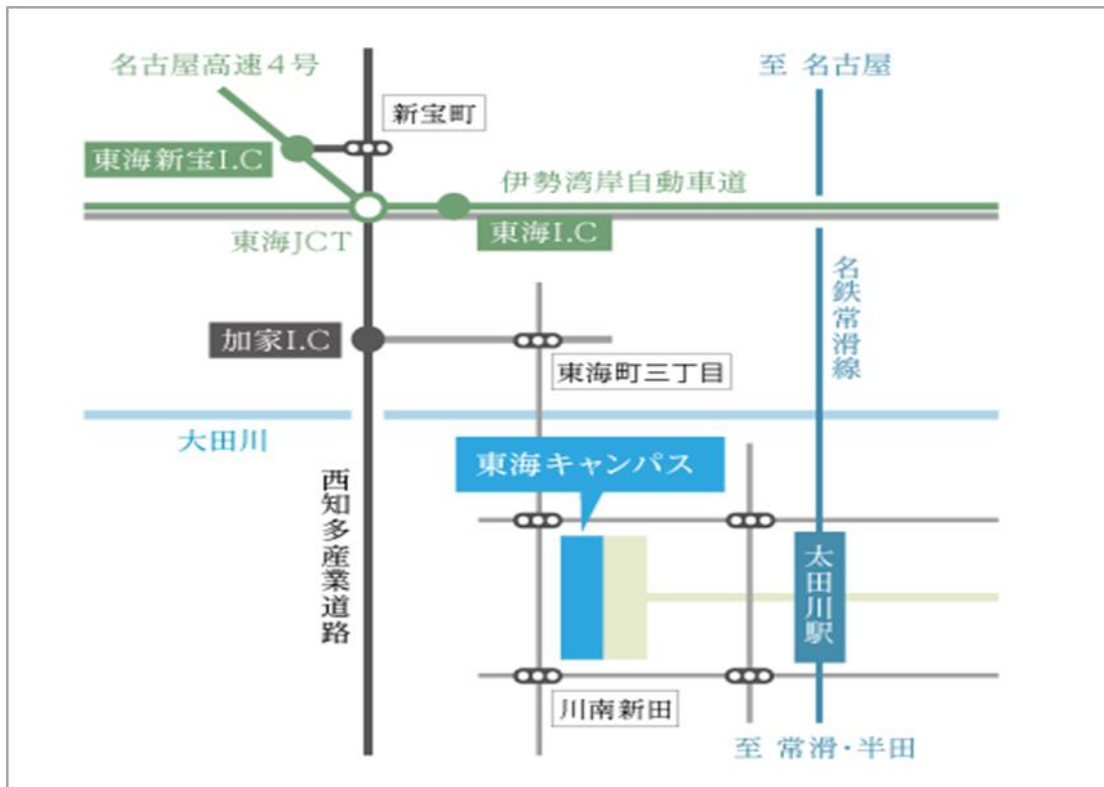 名古屋高速4号
至 名古屋
新宝町
東海新宝I.C
伊勢湾岸自動車道
東海JCT
東海I.C
名鉄常滑線
加家I.C
東海町三丁目
大田川
東海キャンパス
西知多産業道路
太田川駅
川南新田
至 常滑・半田